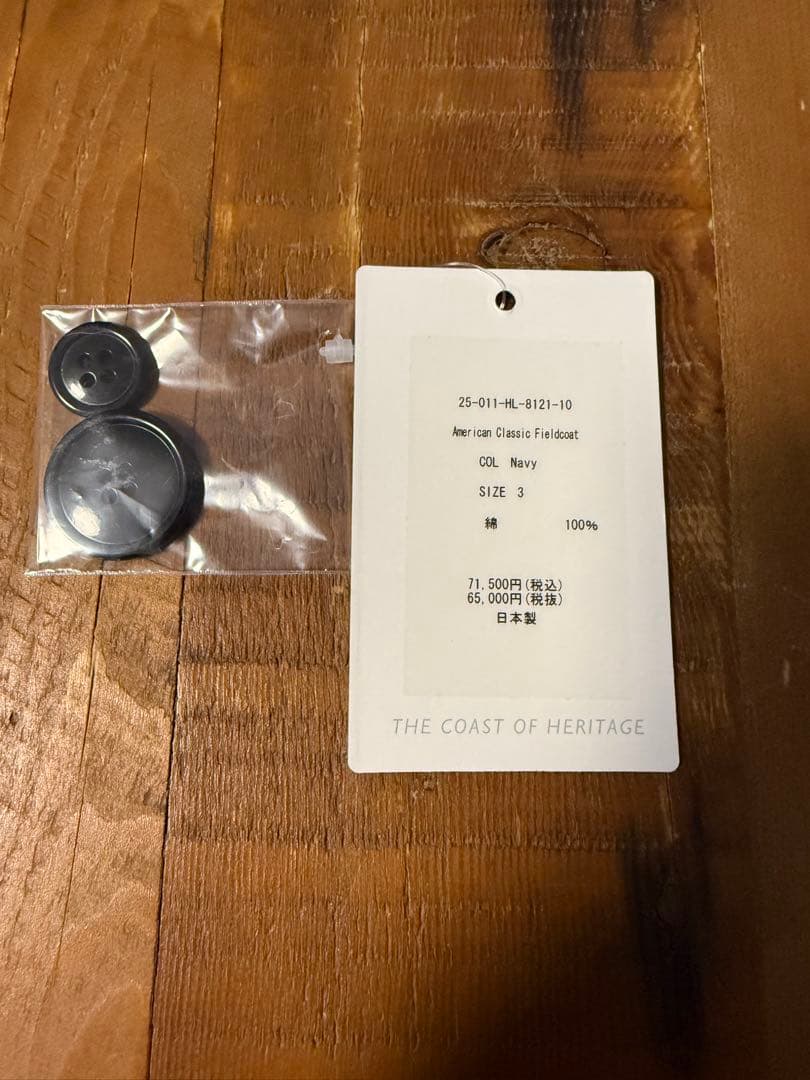 25-011-HL-8121-10
American Classic Fieldcoat
COL Navy
SIZE 3
綿 100%
71,500円(税込)
65,000円(税抜)
日本製
THE COAST OF HERITAGE